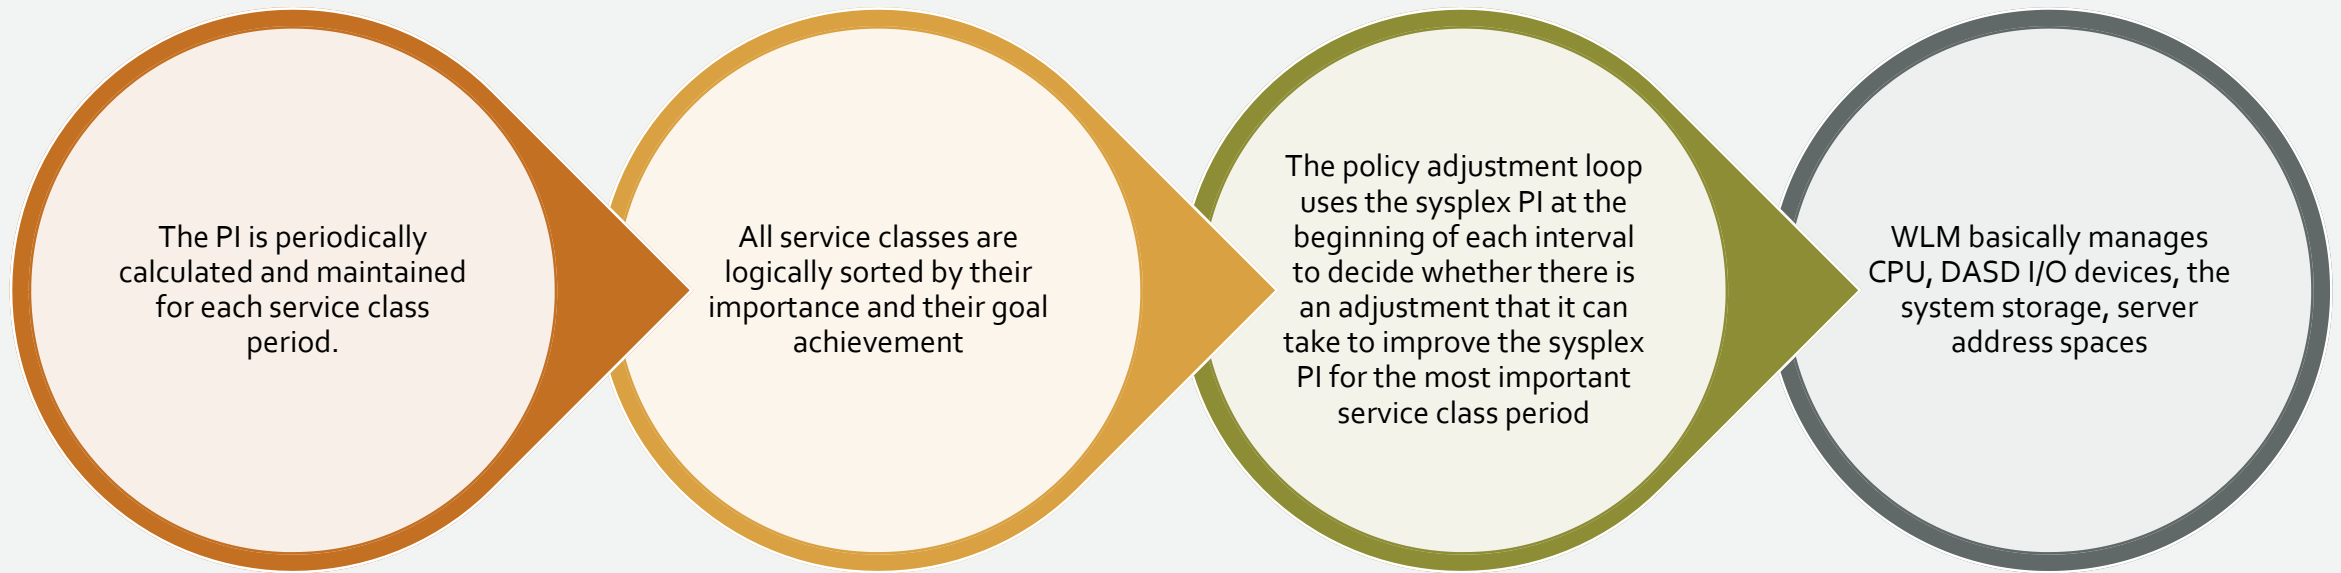 The PI is periodically
calculated and maintained
for each service class
period.
All service classes are
logically sorted by their
importance and their goal
achievement
The policy adjustment loop
uses the sysplex PI at the
beginning of each interval
to decide whether there is
an adjustment that it can
take to improve the sysplex
PI for the most important
service class period
WLM basically manages
CPU, DASD I/O devices, the
system storage, server
address spaces